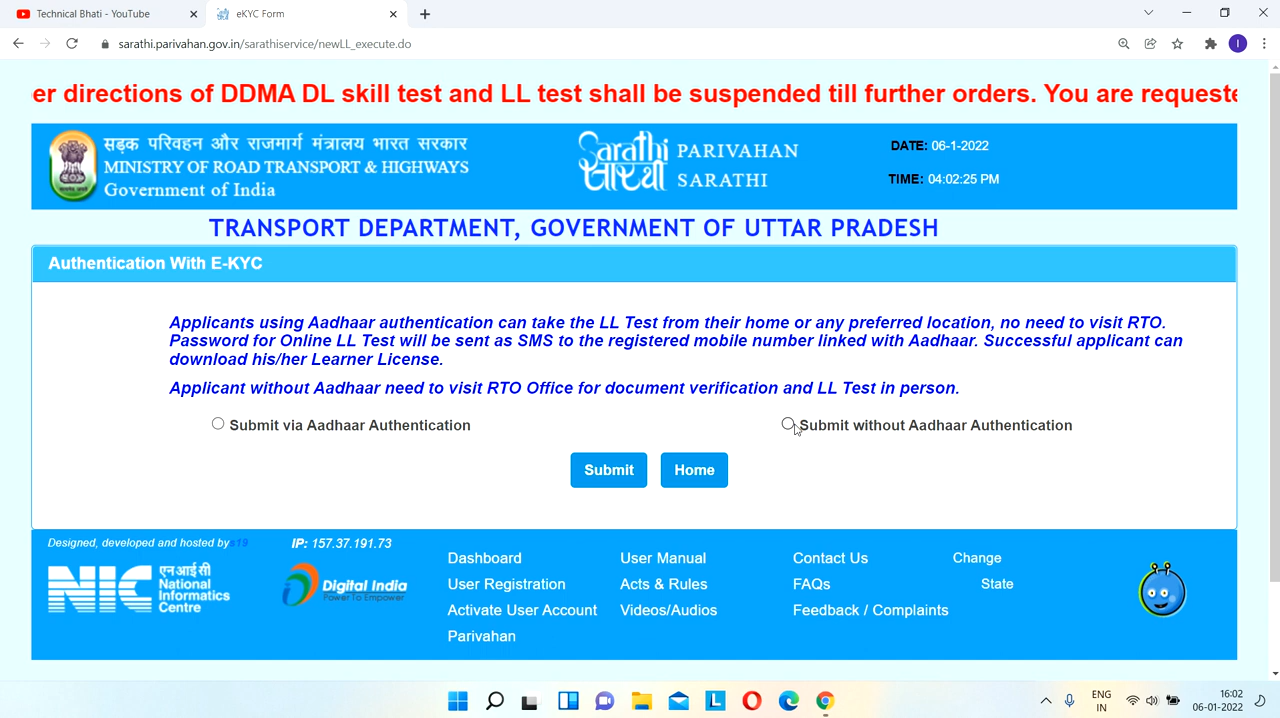 Technical Bhati - YouTube
eKYC Form
sarathi.parivahan.gov.in/sarathiservice/newLL_execute.do
er directions of DDMA DL skill test and LL test shall be suspended till further orders. You are requeste
सड़क परिवहन और राजमार्ग मंत्रालय भारत सरकार
MINISTRY OF ROAD TRANSPORT & HIGHWAYS
Government of India
Sarathi
सारथी
PARIVAHAN
SARATHI
DATE: 06-1-2022
TIME: 04:02:25 PM
TRANSPORT DEPARTMENT, GOVERNMENT OF UTTAR PRADESH
Authentication With E-KYC
Applicants using Aadhaar authentication can take the LL Test from their home or any preferred location, no need to visit RTO.
Password for Online LL Test will be sent as SMS to the registered mobile number linked with Aadhaar. Successful applicant can
download his/her Learner License.
Applicant without Aadhaar need to visit RTO Office for document verification and LL Test in person.
Submit via Aadhaar Authentication
Submit without Aadhaar Authentication
Submit
Home
Designed, developed and hosted by s19
NIC
एन आई सी
National
Informatics
Centre
IP: 157.37.191.73
Digital India
Power To Empower
Dashboard
User Registration
Activate User Account
Parivahan
User Manual
Acts & Rules
Videos/Audios
Contact Us
FAQs
Feedback / Complaints
Change
State
I
L
ENG
IN
16:02
06-01-2022